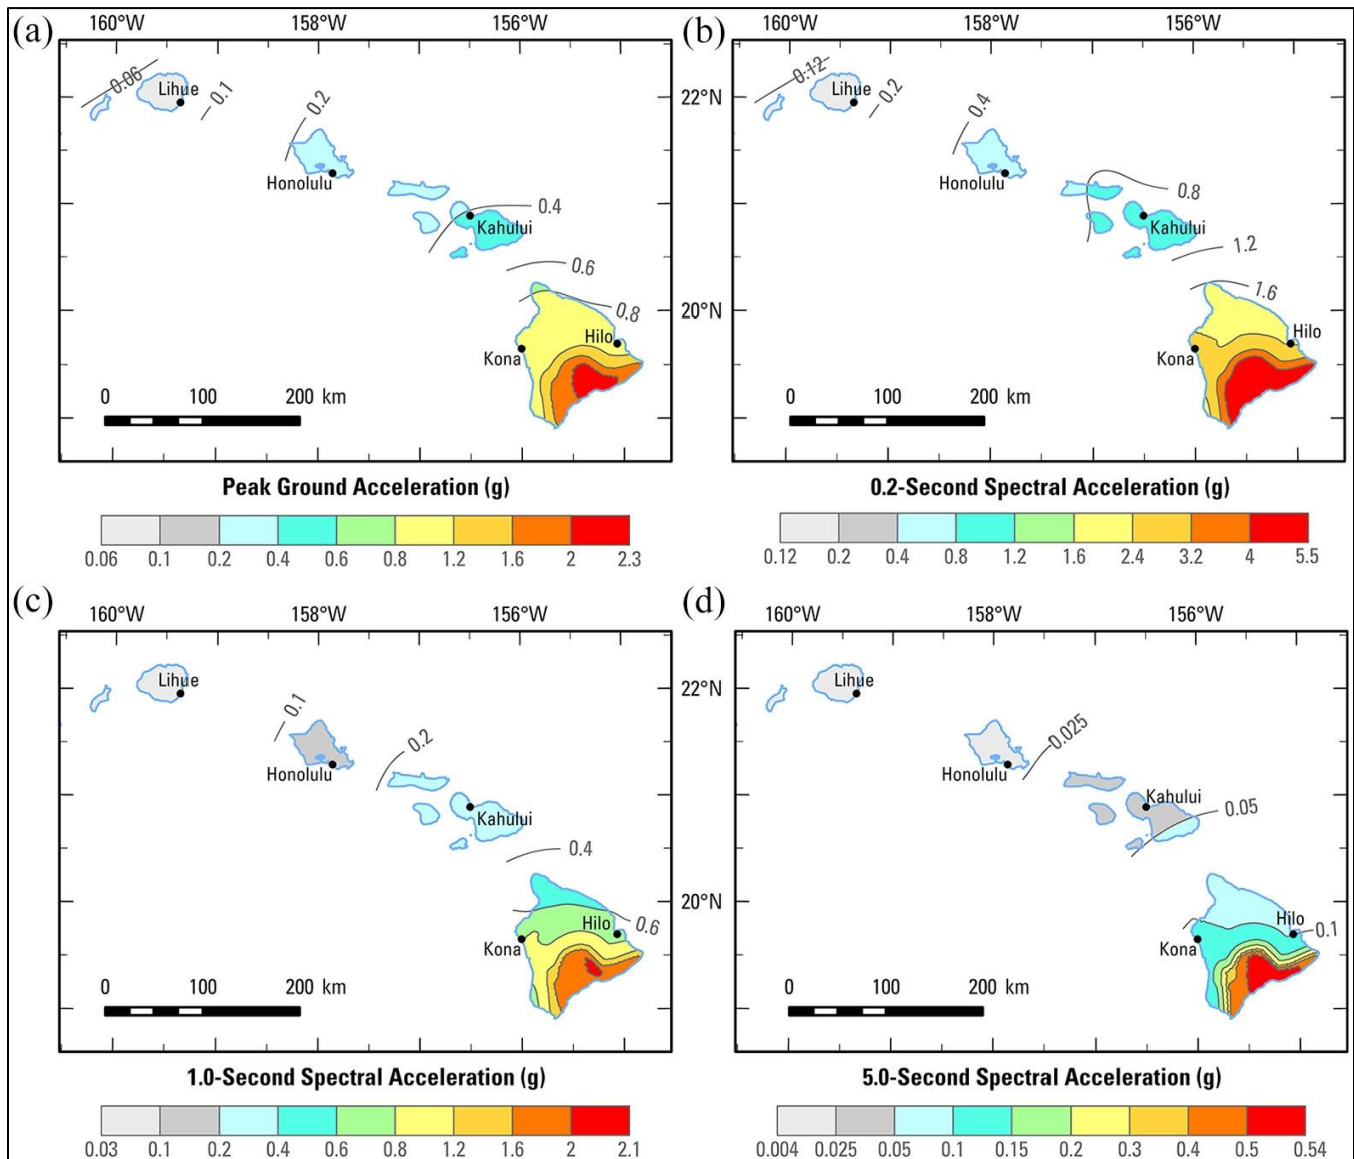 (a)
160°W 158°W 156°W
0.06
Lihue
0.1
0.2
Honolulu
0.4
Kahului
0.6
0.8
Hilo
Kona
22°N
20°N
0 100 200 km
Peak Ground Acceleration (g)
0.06 0.1 0.2 0.4 0.6 0.8 1.2 1.6 2 2.3
(b)
160°W 158°W 156°W
0.12
Lihue
0.2
0.4
Honolulu
0.8
Kahului
1.2
1.6
Hilo
Kona
0 100 200 km
0.2-Second Spectral Acceleration (g)
0.12 0.2 0.4 0.8 1.2 1.6 2.4 3.2 4 5.5
(c)
160°W 158°W 156°W
Lihue
0.1
0.2
Honolulu
Kahului
0.4
0.6
Hilo
Kona
22°N
20°N
0 100 200 km
1.0-Second Spectral Acceleration (g)
0.03 0.1 0.2 0.4 0.6 0.8 1.2 1.6 2 2.1
(d)
160°W 158°W 156°W
Lihue
0.025
Honolulu
Kahului
0.05
Hilo
0.1
Kona
0 100 200 km
5.0-Second Spectral Acceleration (g)
0.004 0.025 0.05 0.1 0.15 0.2 0.3 0.4 0.5 0.54